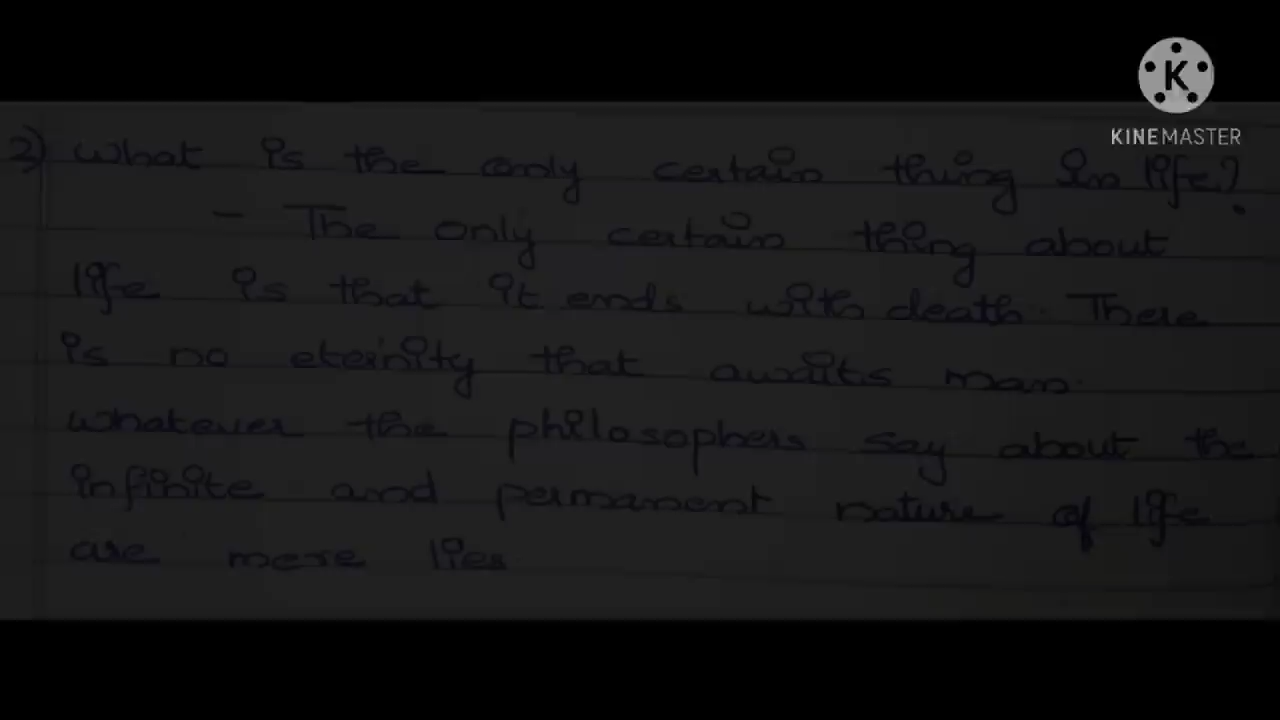 K
KINEMASTER
2) What is the only certain thing in life?
- The only certain thing about
life is that it ends with death. There
is no eternity that awaits man.
whatever the philosophers say about the
infinite and permanent nature of life
are mere lies